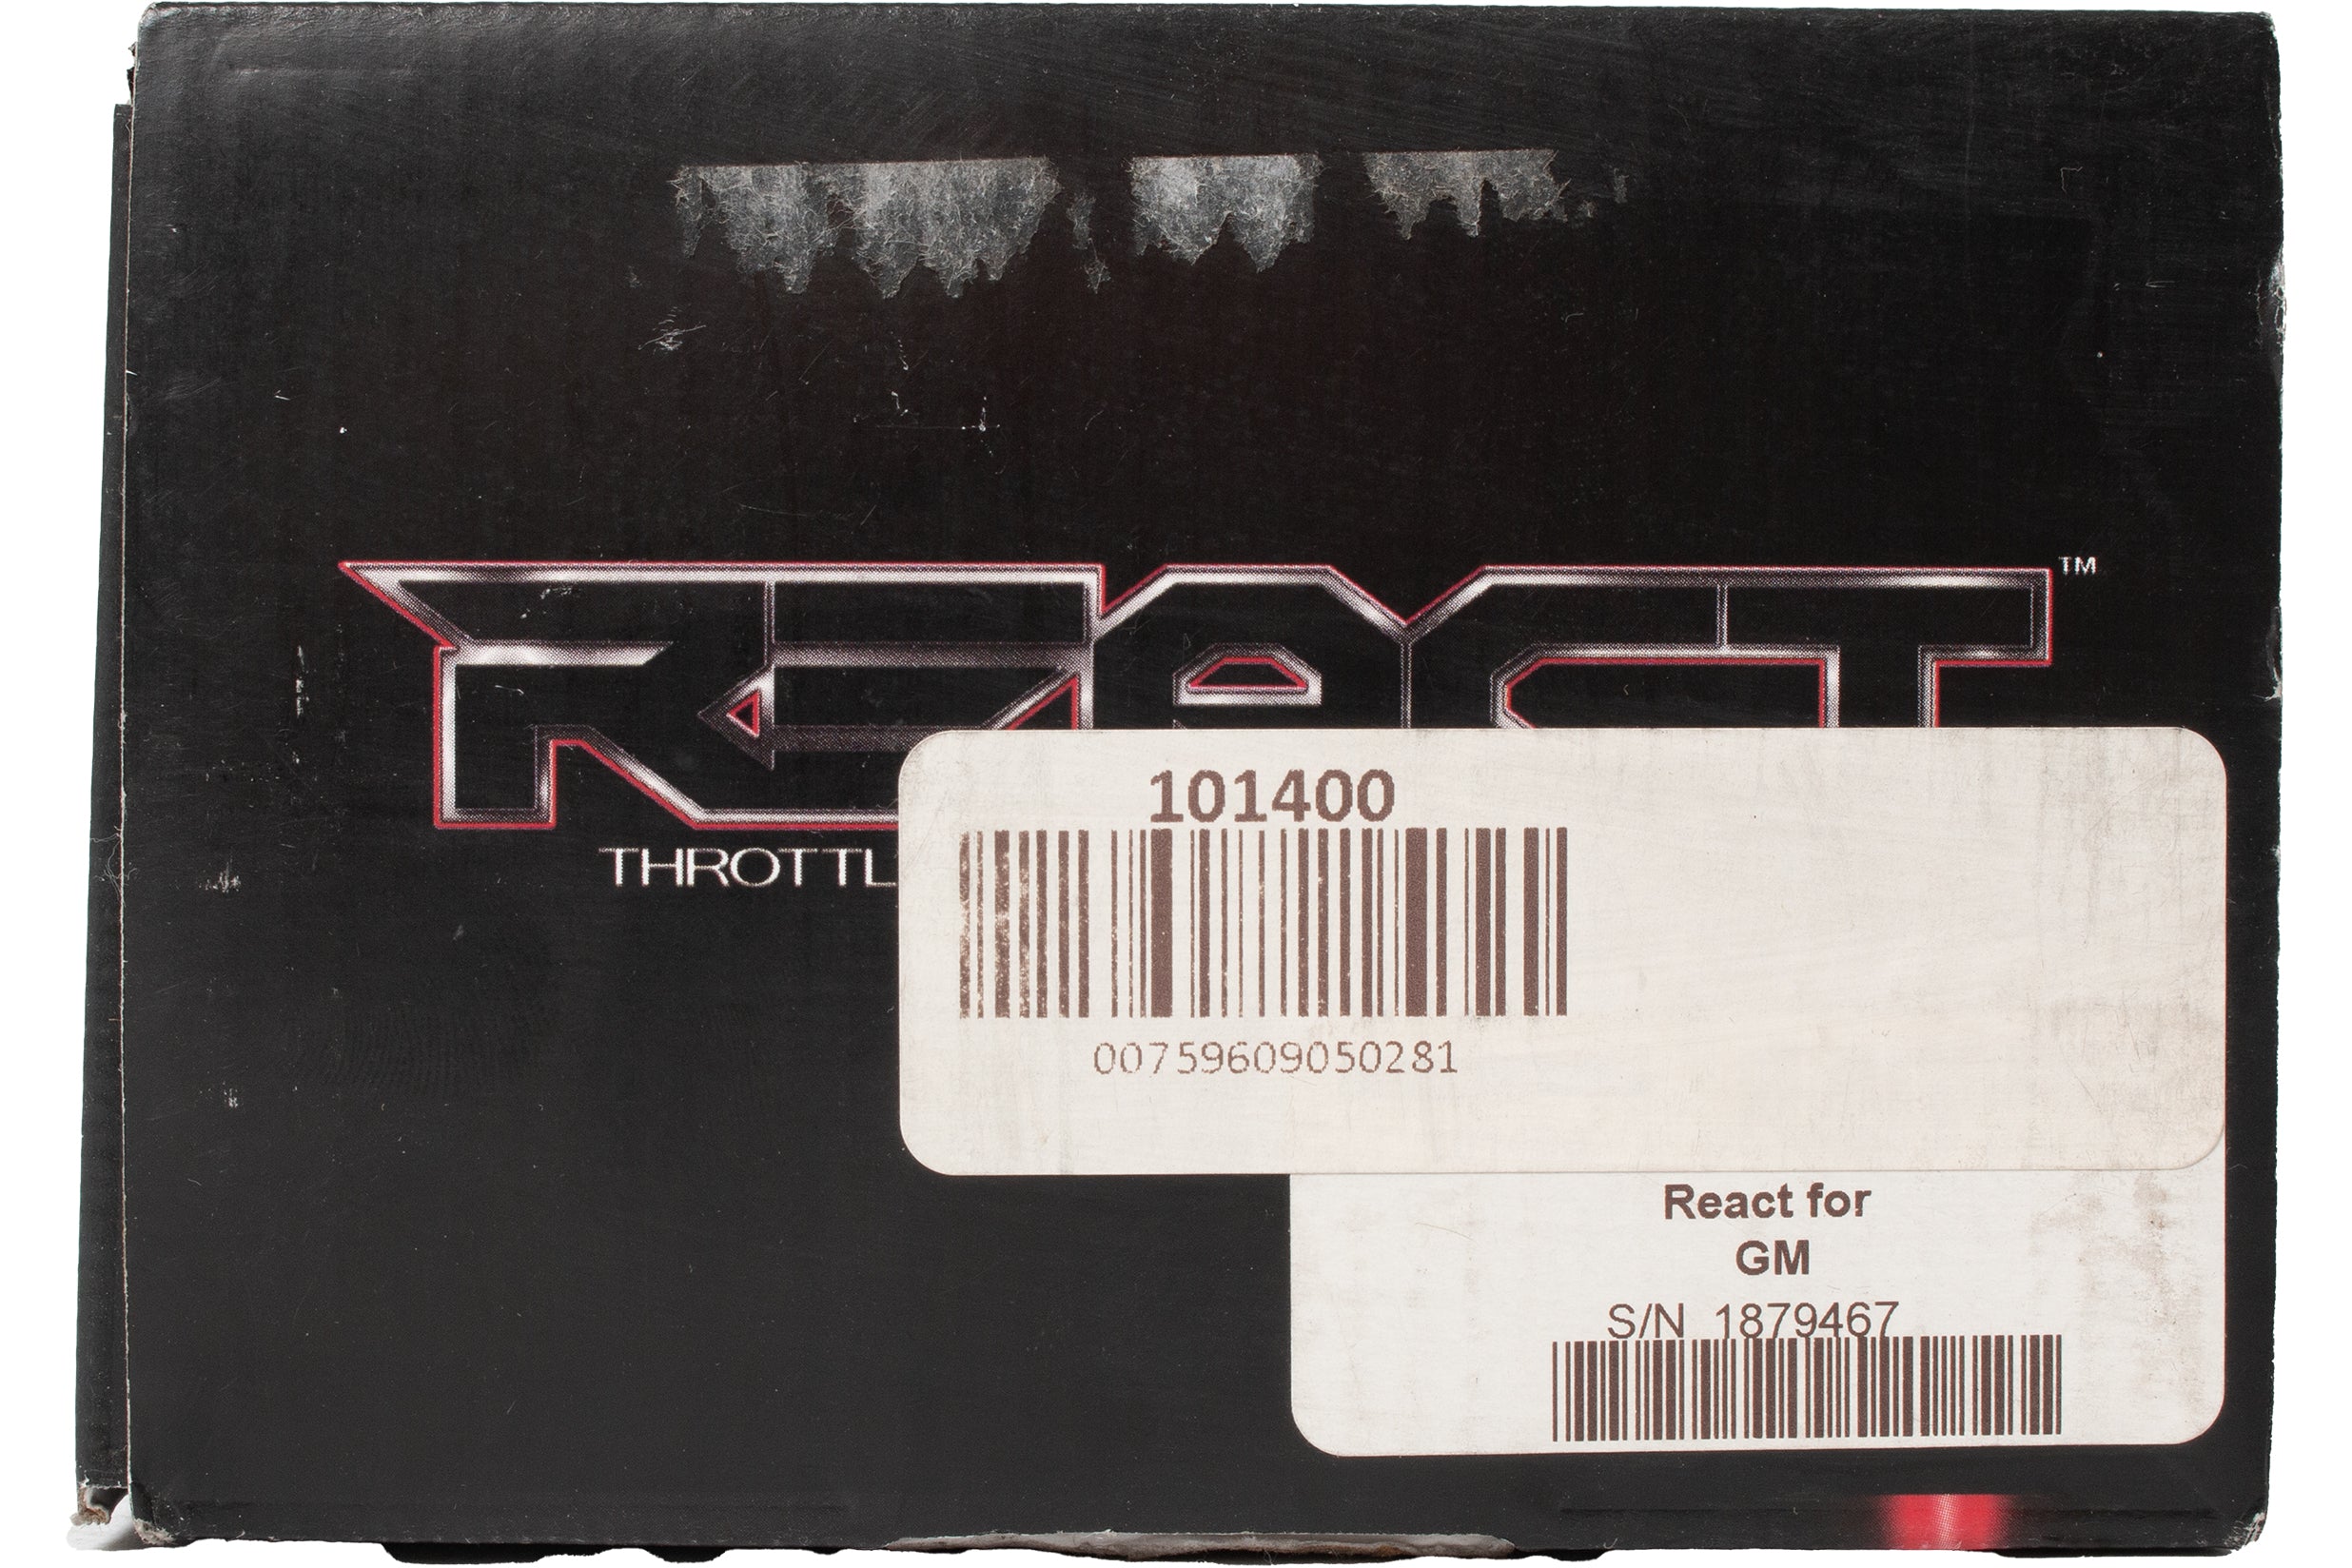 REACT™
THROTTL
101400
00759609050281
React for
GM
S/N 1879467